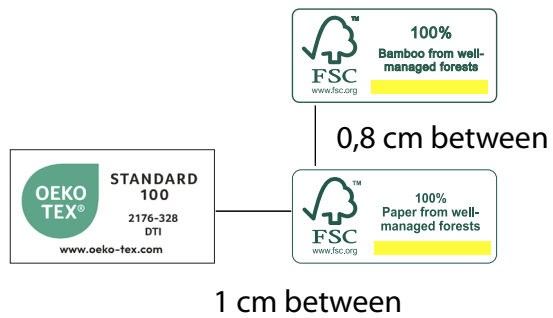 ™
100%
Bamboo from well-
managed forests
FSC
www.fsc.org
0,8 cm between
OEKO
TEX®
STANDARD
100
2176-328
DTI
www.oeko-tex.com
™
100%
Paper from well-
managed forests
FSC
www.fsc.org
1 cm between